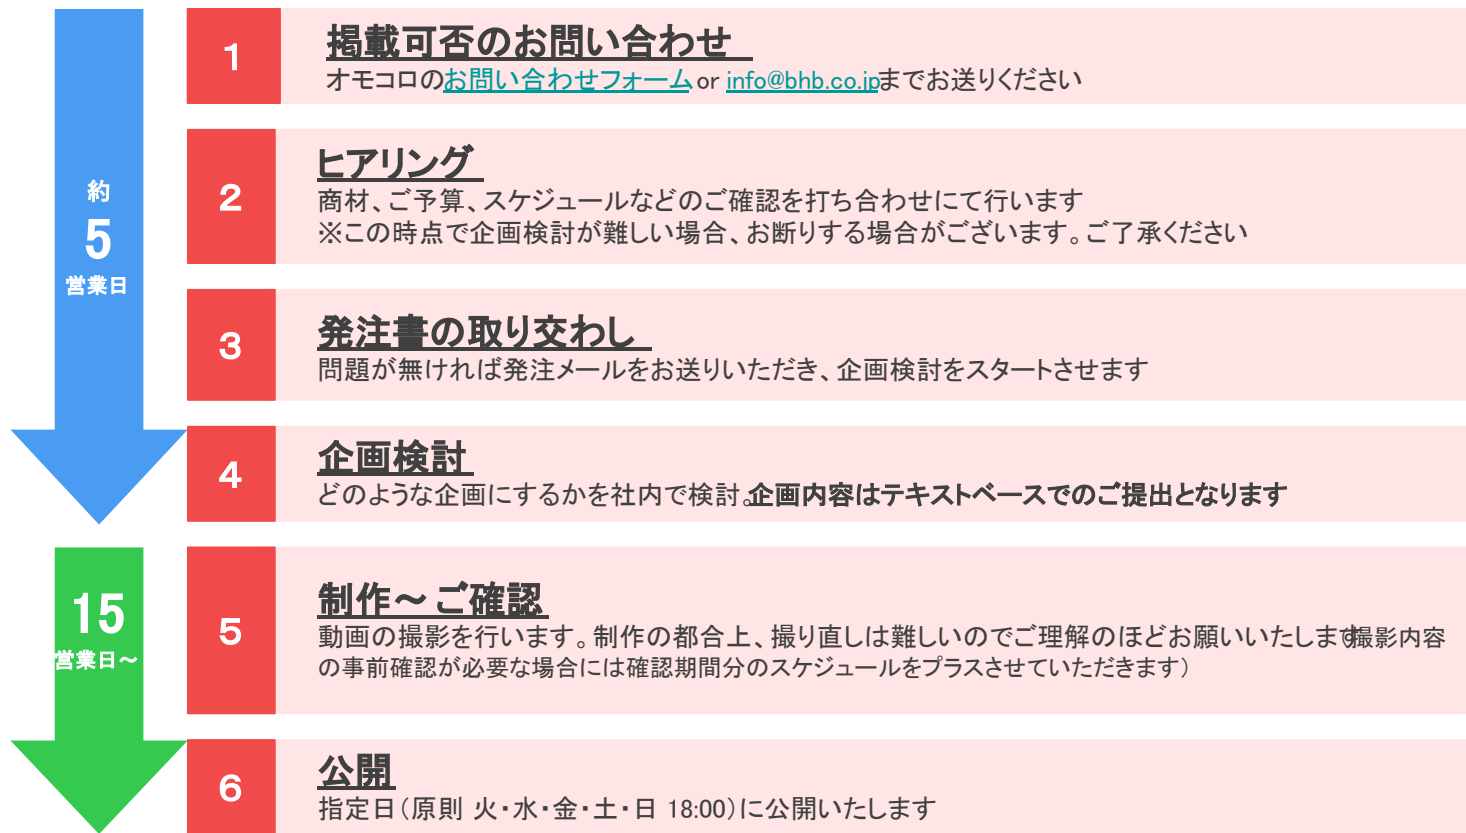 約
5
営業日
1
掲載可否のお問い合わせ
オモコロのお問い合わせフォーム or info@bhb.co.jpまでお送りください
2
ヒアリング
商材、ご予算、スケジュールなどのご確認を打ち合わせにて行います
※この時点で企画検討が難しい場合、お断りする場合がございます。ご了承ください
3
発注書の取り交わし
問題が無ければ発注メールをお送りいただき、企画検討をスタートさせます
4
企画検討
どのような企画にするかを社内で検討。企画内容はテキストベースでのご提出となります
15
営業日～
5
制作～ご確認
動画の撮影を行います。制作の都合上、撮り直しは難しいのでご理解のほどお願いいたします撮影内容
の事前確認が必要な場合には確認期間分のスケジュールをプラスさせていただきます）
6
公開
指定日（原則 火・水・金・土・日 18:00）に公開いたします